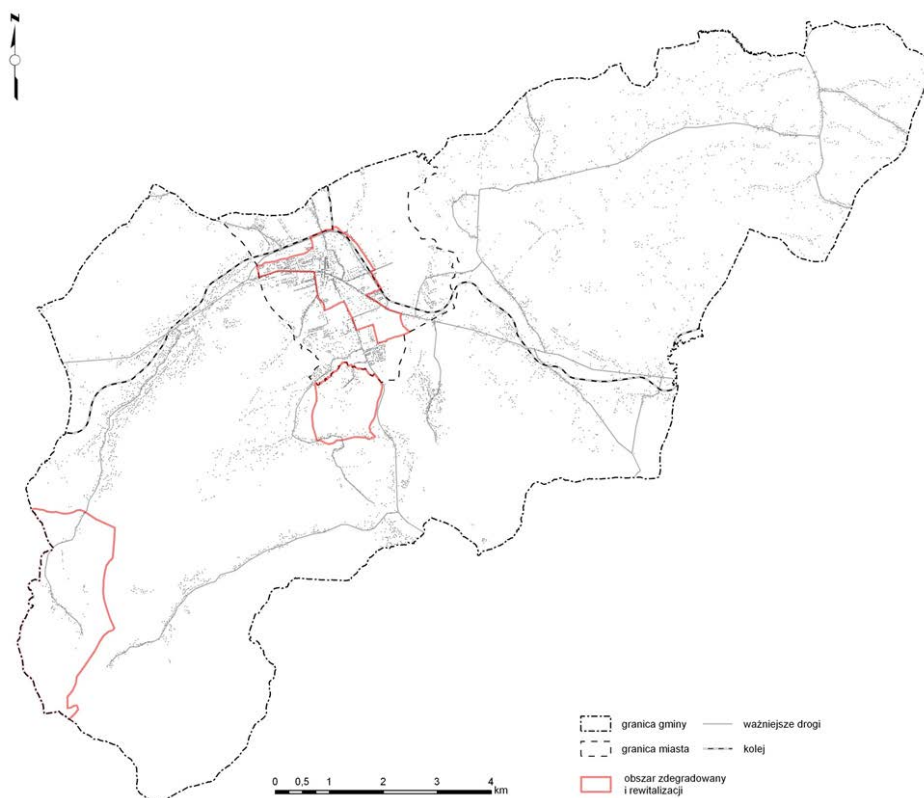 N
granica gminy
ważniejsze drogi
granica miasta
kolej
obszar zdegradowany
i rewitalizacji
0 0,5 1 2 3 4
km